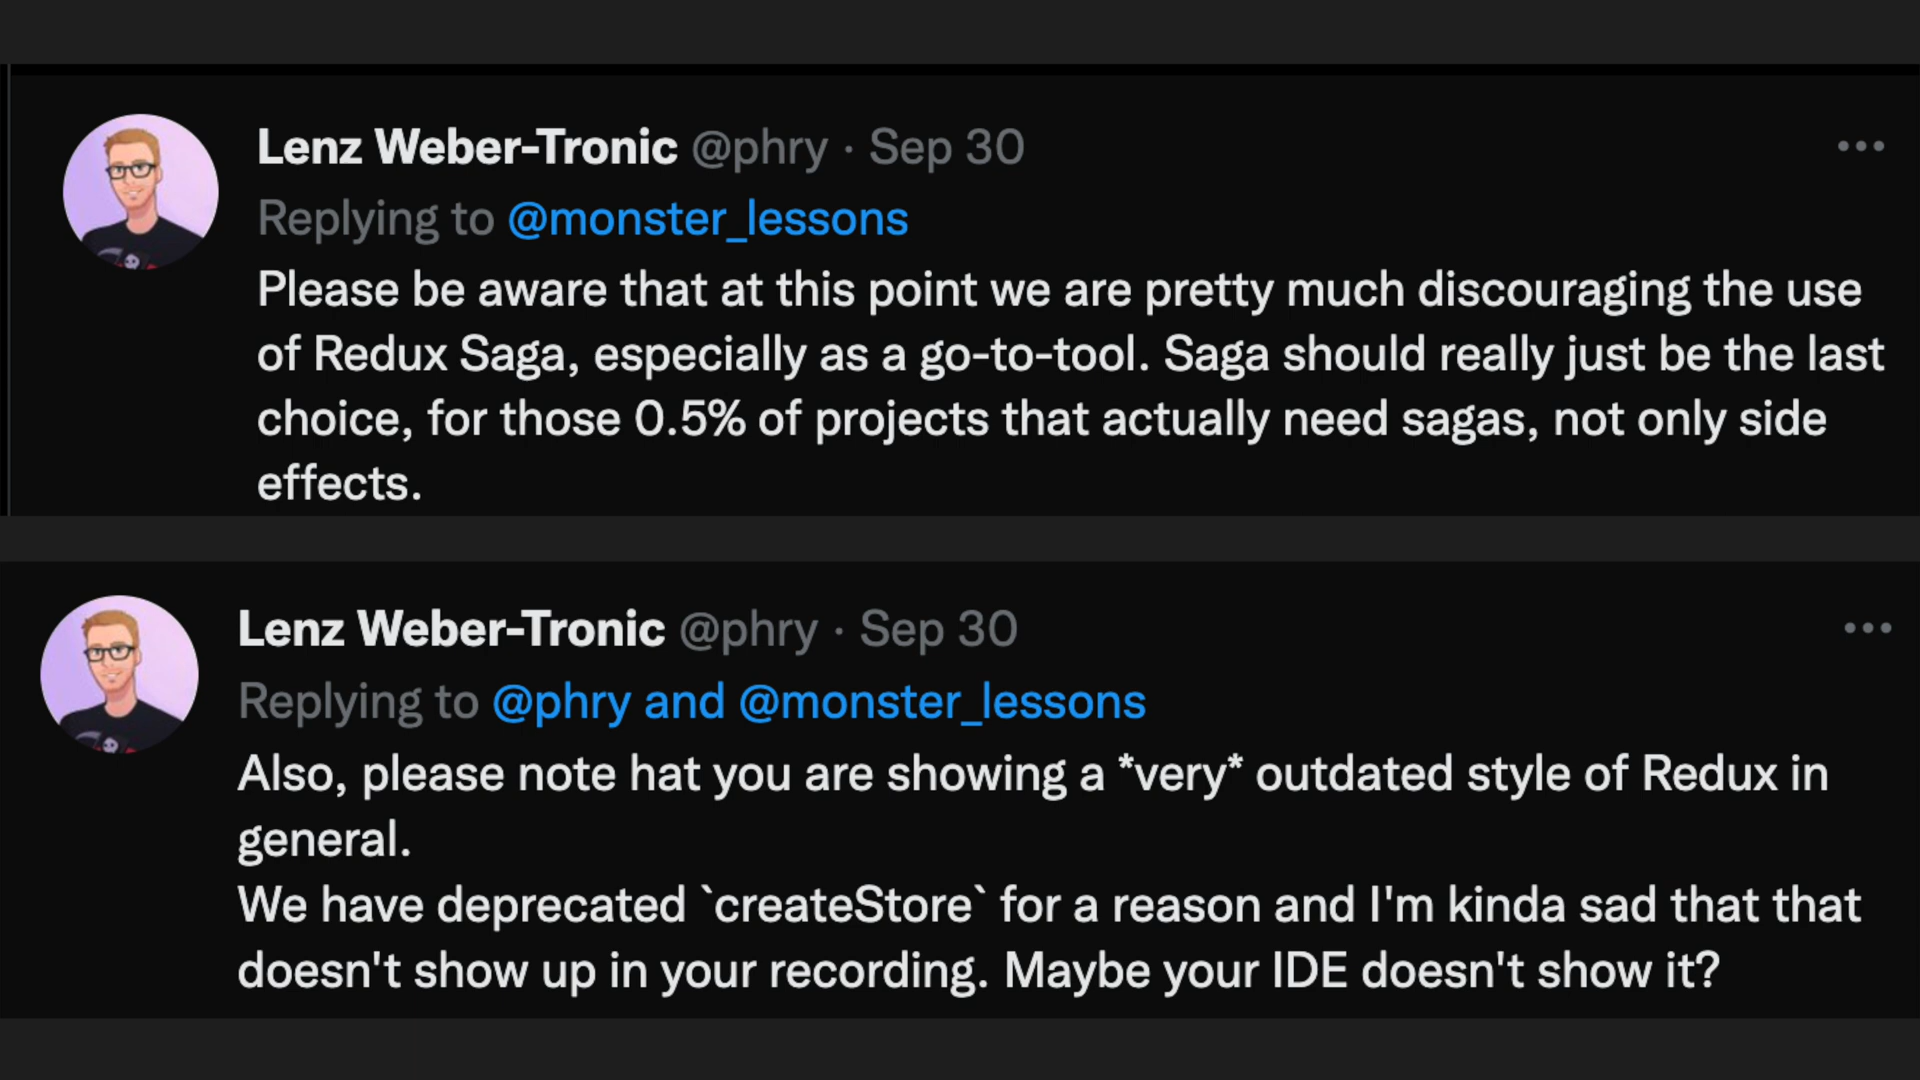 Lenz Weber-Tronic @phry · Sep 30
Replying to @monster_lessons
Please be aware that at this point we are pretty much discouraging the use
of Redux Saga, especially as a go-to-tool. Saga should really just be the last
choice, for those 0.5% of projects that actually need sagas, not only side
effects.
Lenz Weber-Tronic @phry · Sep 30
Replying to @phry and @monster_lessons
Also, please note hat you are showing a *very* outdated style of Redux in
general.
We have deprecated `createStore` for a reason and I'm kinda sad that that
doesn't show up in your recording. Maybe your IDE doesn't show it?